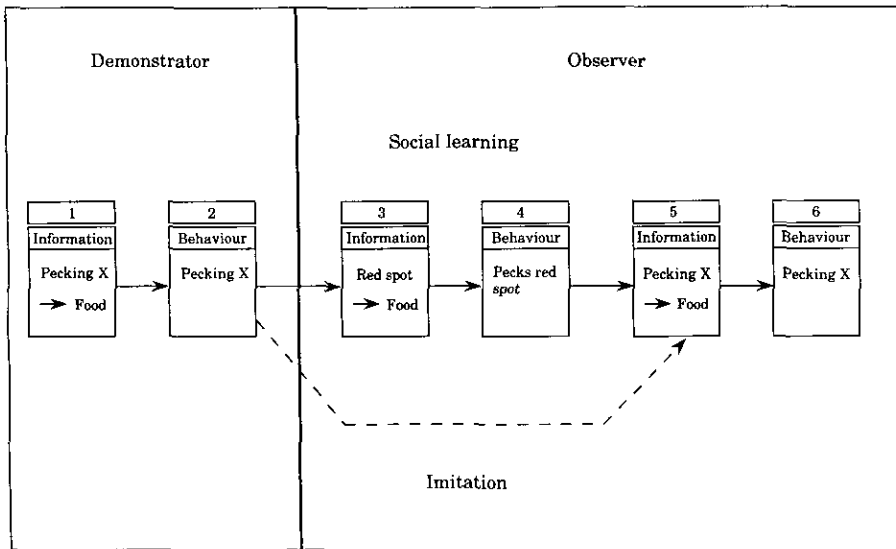 Demonstrator
Observer
Social learning
1
Information
Pecking X
Food
2
Behaviour
Pecking X
3
Information
Red spot
Food
4
Behaviour
Pecks red
spot
5
Information
Pecking X
Food
6
Behaviour
Pecking X
Imitation